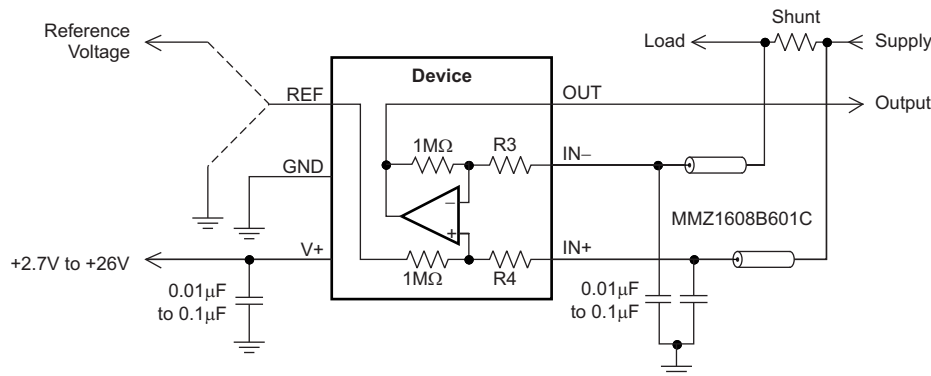 Reference
Voltage
Shunt
Load
Supply
Device
REF
OUT
Output
1MΩ
R3
IN−
GND
−
MMZ1608B601C
+
V+
IN+
+2.7V to +26V
1MΩ
R4
0.01μF
to 0.1μF
0.01μF
to 0.1μF